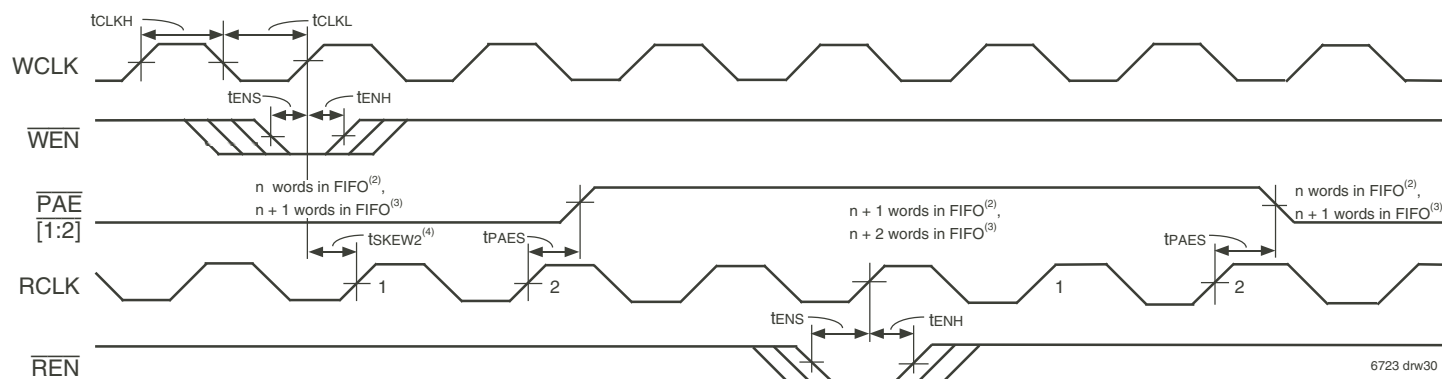 tCLKH
tCLKL
WCLK
tENS
tENH
WEN
n words in FIFO(2),
n + 1 words in FIFO(3)
PAE
[1:2]
n + 1 words in FIFO(2),
n + 2 words in FIFO(3)
n words in FIFO(2),
n + 1 words in FIFO(3)
tSKEW2(4)
tPAES
tPAES
RCLK
1
2
1
2
tENS
tENH
REN
6723 drw30